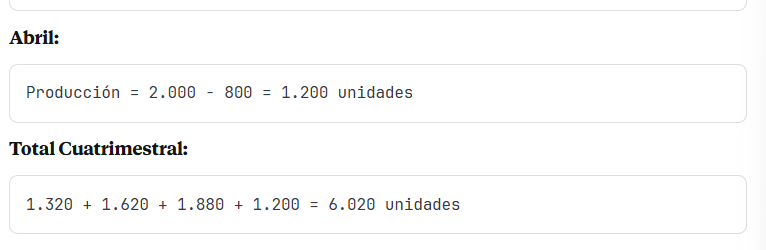 Abril:
Producción = 2.000 - 800 = 1.200 unidades
Total Cuatrimestral:
1.320 + 1.620 + 1.880 + 1.200 = 6.020 unidades